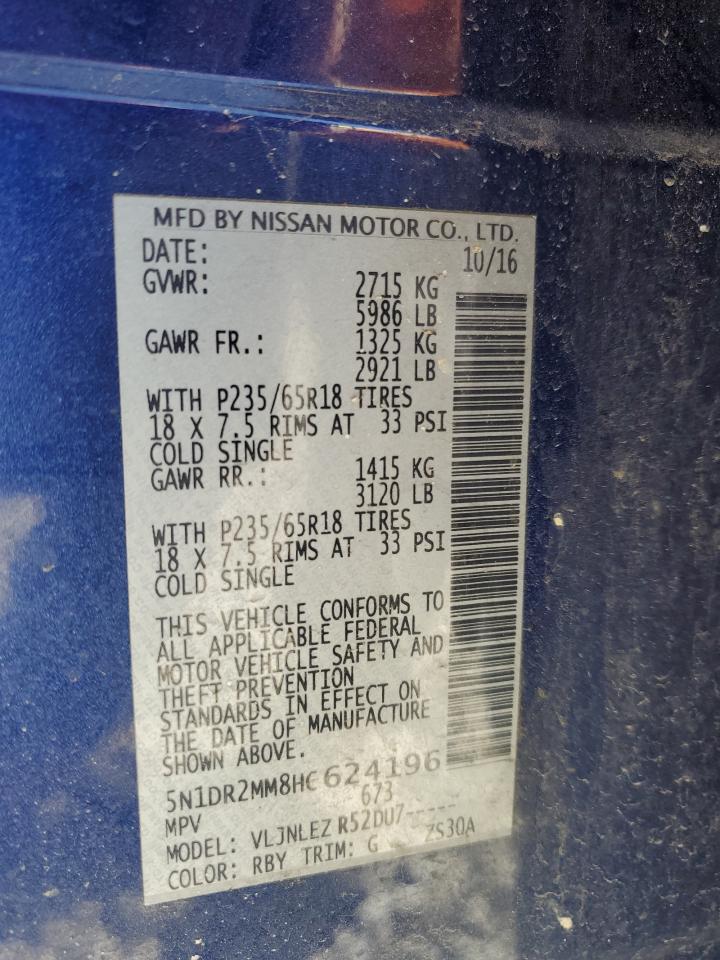 MFD BY NISSAN MOTOR CO., LTD.
DATE: 10/16
GVWR: 2715 KG
5986 LB
GAWR FR.: 1325 KG
2921 LB
WITH P235/65R18 TIRES
18 X 7.5 RIMS AT 33 PSI
COLD SINGLE
GAWR RR.: 1415 KG
3120 LB
WITH P235/65R18 TIRES
18 X 7.5 RIMS AT 33 PSI
COLD SINGLE
THIS VEHICLE CONFORMS TO
ALL APPLICABLE FEDERAL
MOTOR VEHICLE SAFETY AND
THEFT PREVENTION
STANDARDS IN EFFECT ON
THE DATE OF MANUFACTURE
SHOWN ABOVE.
5N1DR2MM8HC624196
MPV 673
MODEL: VLJNLEZ R52DU7-----
COLOR: RBY TRIM: G ZS30A